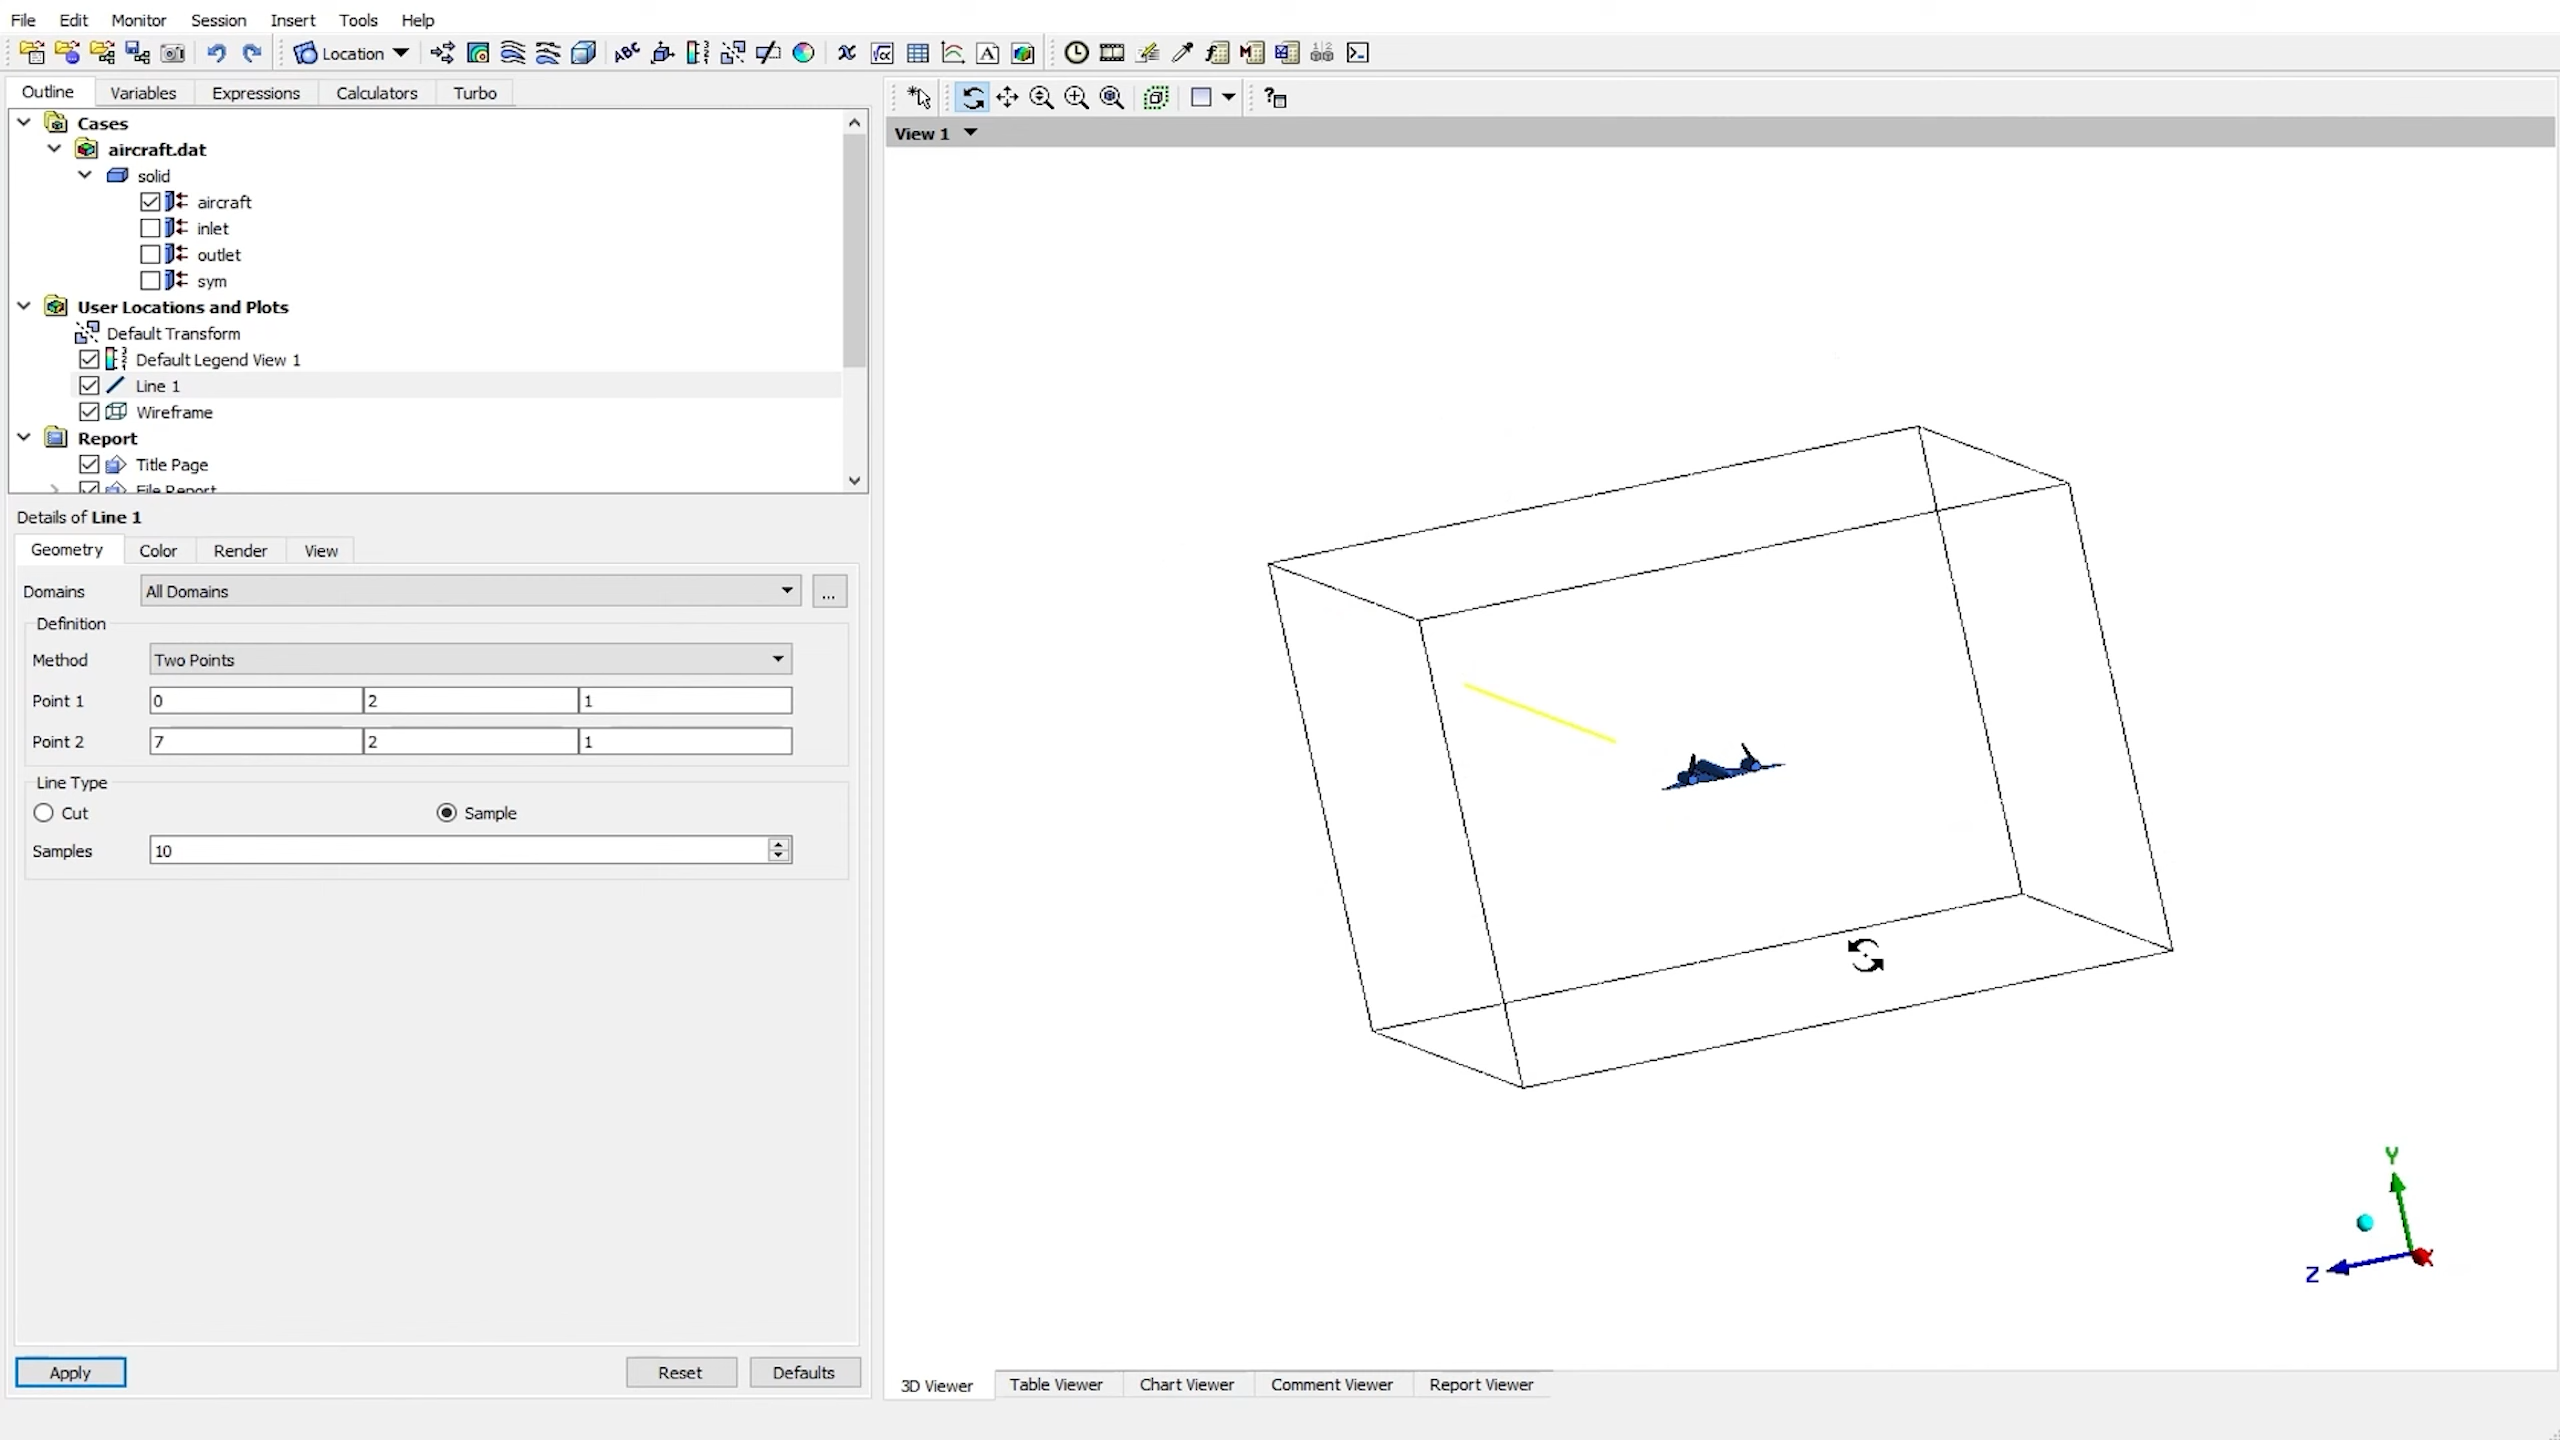 File Edit Monitor Session Insert Tools Help
Location
Outline Variables Expressions Calculators Turbo
Cases
aircraft.dat
solid
aircraft
inlet
outlet
sym
User Locations and Plots
Default Transform
Default Legend View 1
Line 1
Wireframe
Report
Title Page
File Report
Details of Line 1
Geometry Color Render View
Domains All Domains ...
Definition
Method Two Points
Point 1 0 2 1
Point 2 7 2 1
Line Type
Cut Sample
Samples 10
Apply Reset Defaults
View 1
Y
Z X
3D Viewer Table Viewer Chart Viewer Comment Viewer Report Viewer